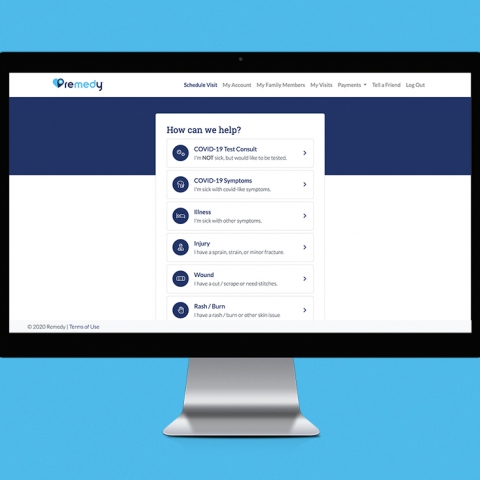 remedy
Schedule Visit My Account My Family Members My Visits Payments Tell a Friend Log Out
How can we help?
COVID-19 Test Consult
I'm NOT sick, but would like to be tested.
COVID-19 Symptoms
I'm sick with covid-like symptoms.
Illness
I'm sick with other symptoms.
Injury
I have a sprain, strain, or minor fracture.
Wound
I have a cut / scrape or need stitches.
Rash / Burn
I have a rash / burn or other skin issue
© 2020 Remedy | Terms of Use